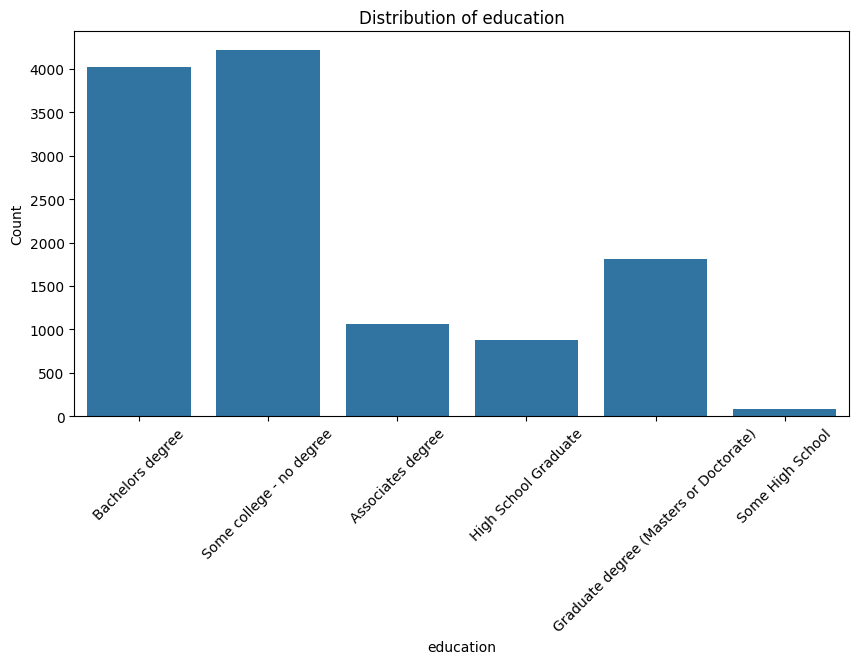 Distribution of education
Count
4000
3500
3000
2500
2000
1500
1000
500
0
Bachelors degree
Some college - no degree
Associates degree
High School Graduate
Graduate degree (Masters or Doctorate)
Some High School
education